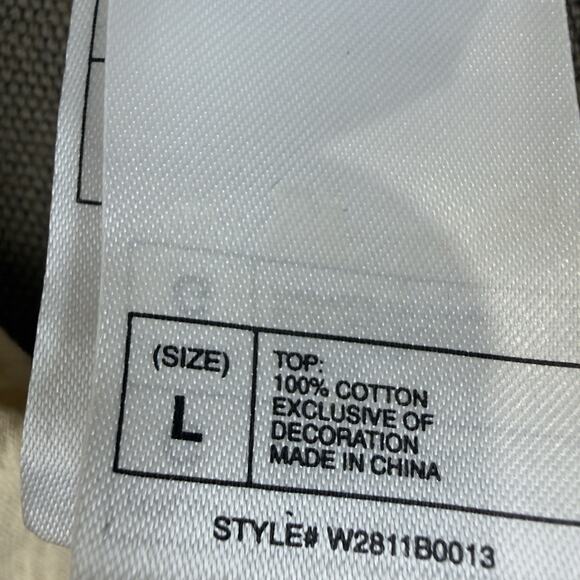 (SIZE)
L
TOP:
100% COTTON
EXCLUSIVE OF
DECORATION
MADE IN CHINA
STYLE# W2811B0013